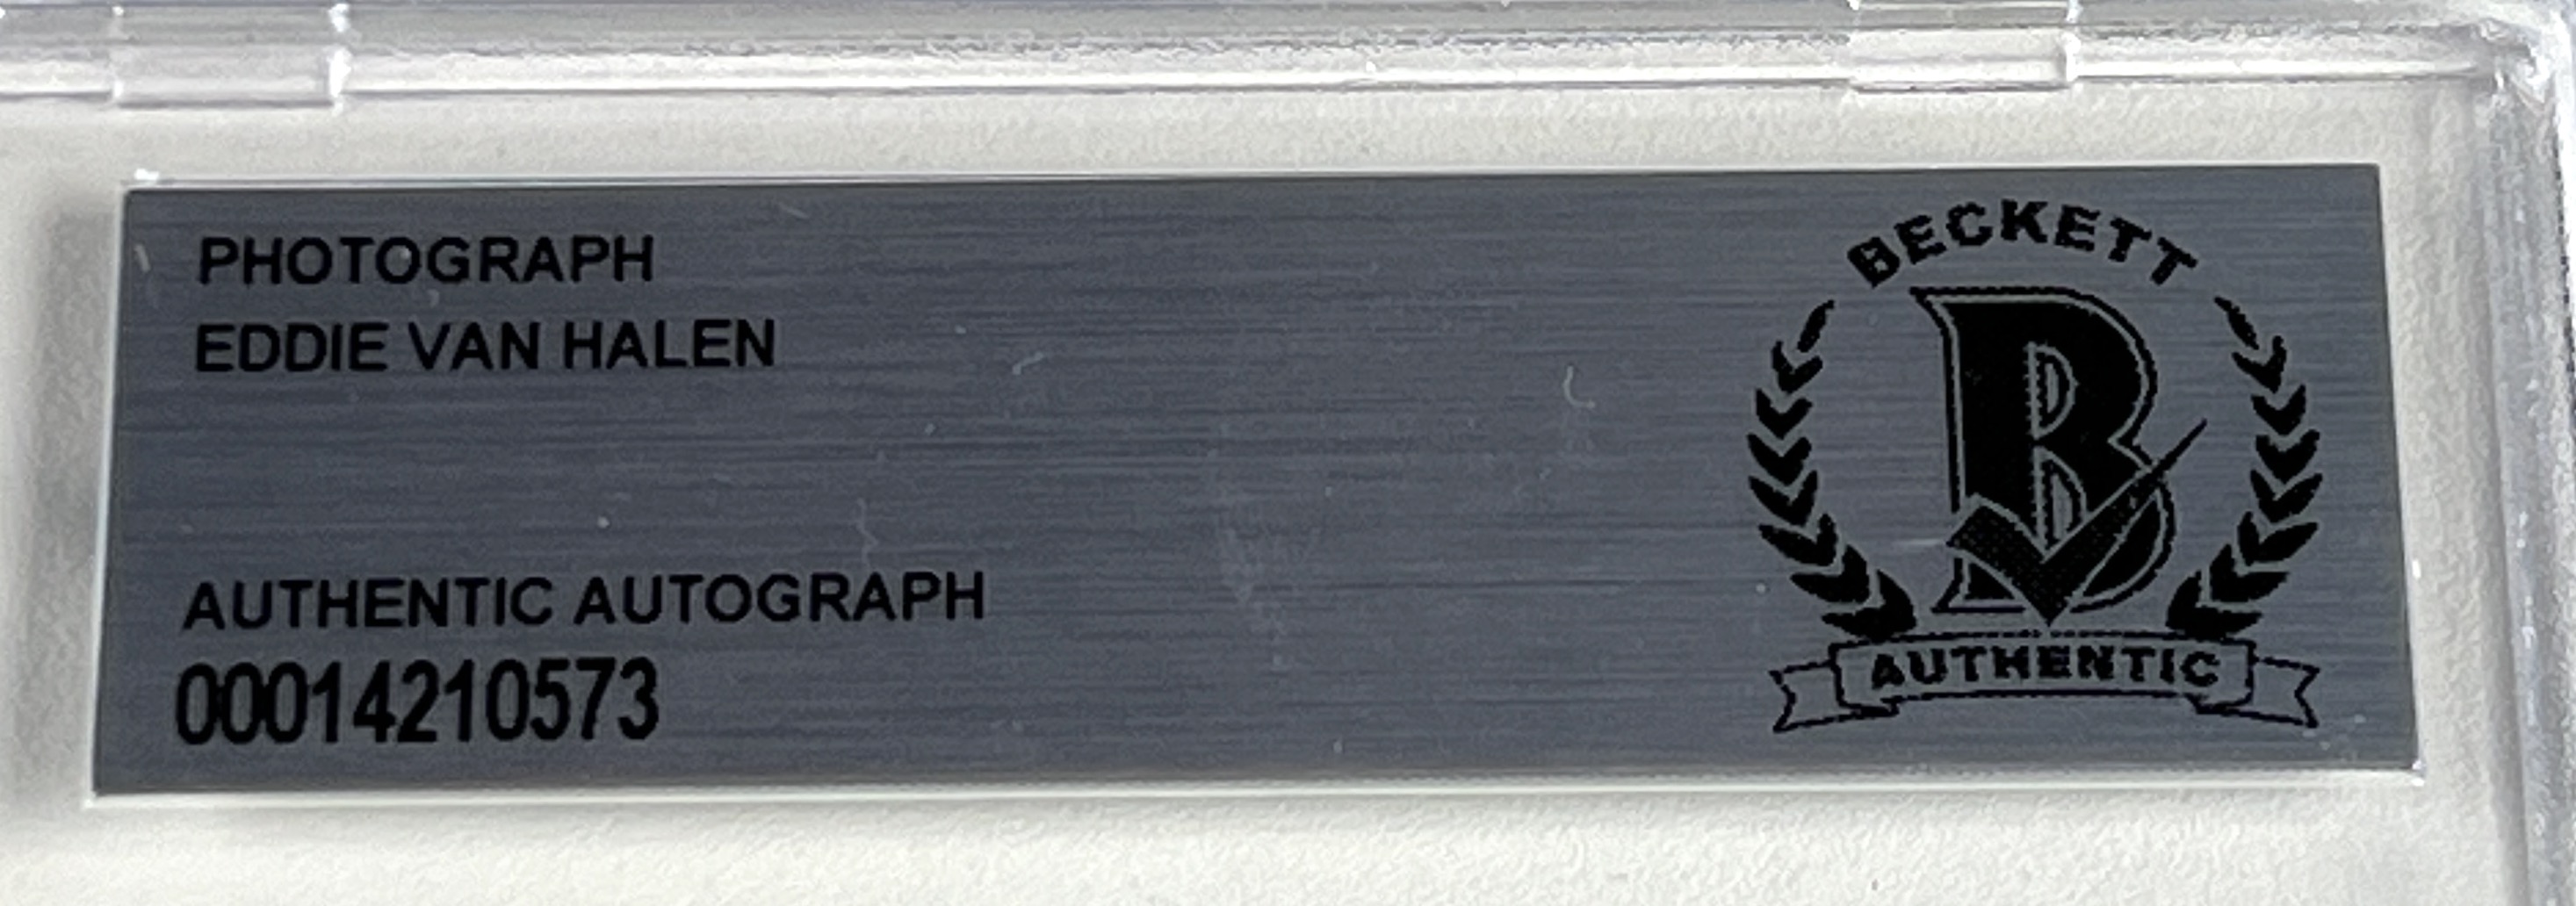 PHOTOGRAPH
EDDIE VAN HALEN
AUTHENTIC AUTOGRAPH
00014210573
BECKETT
B
AUTHENTIC